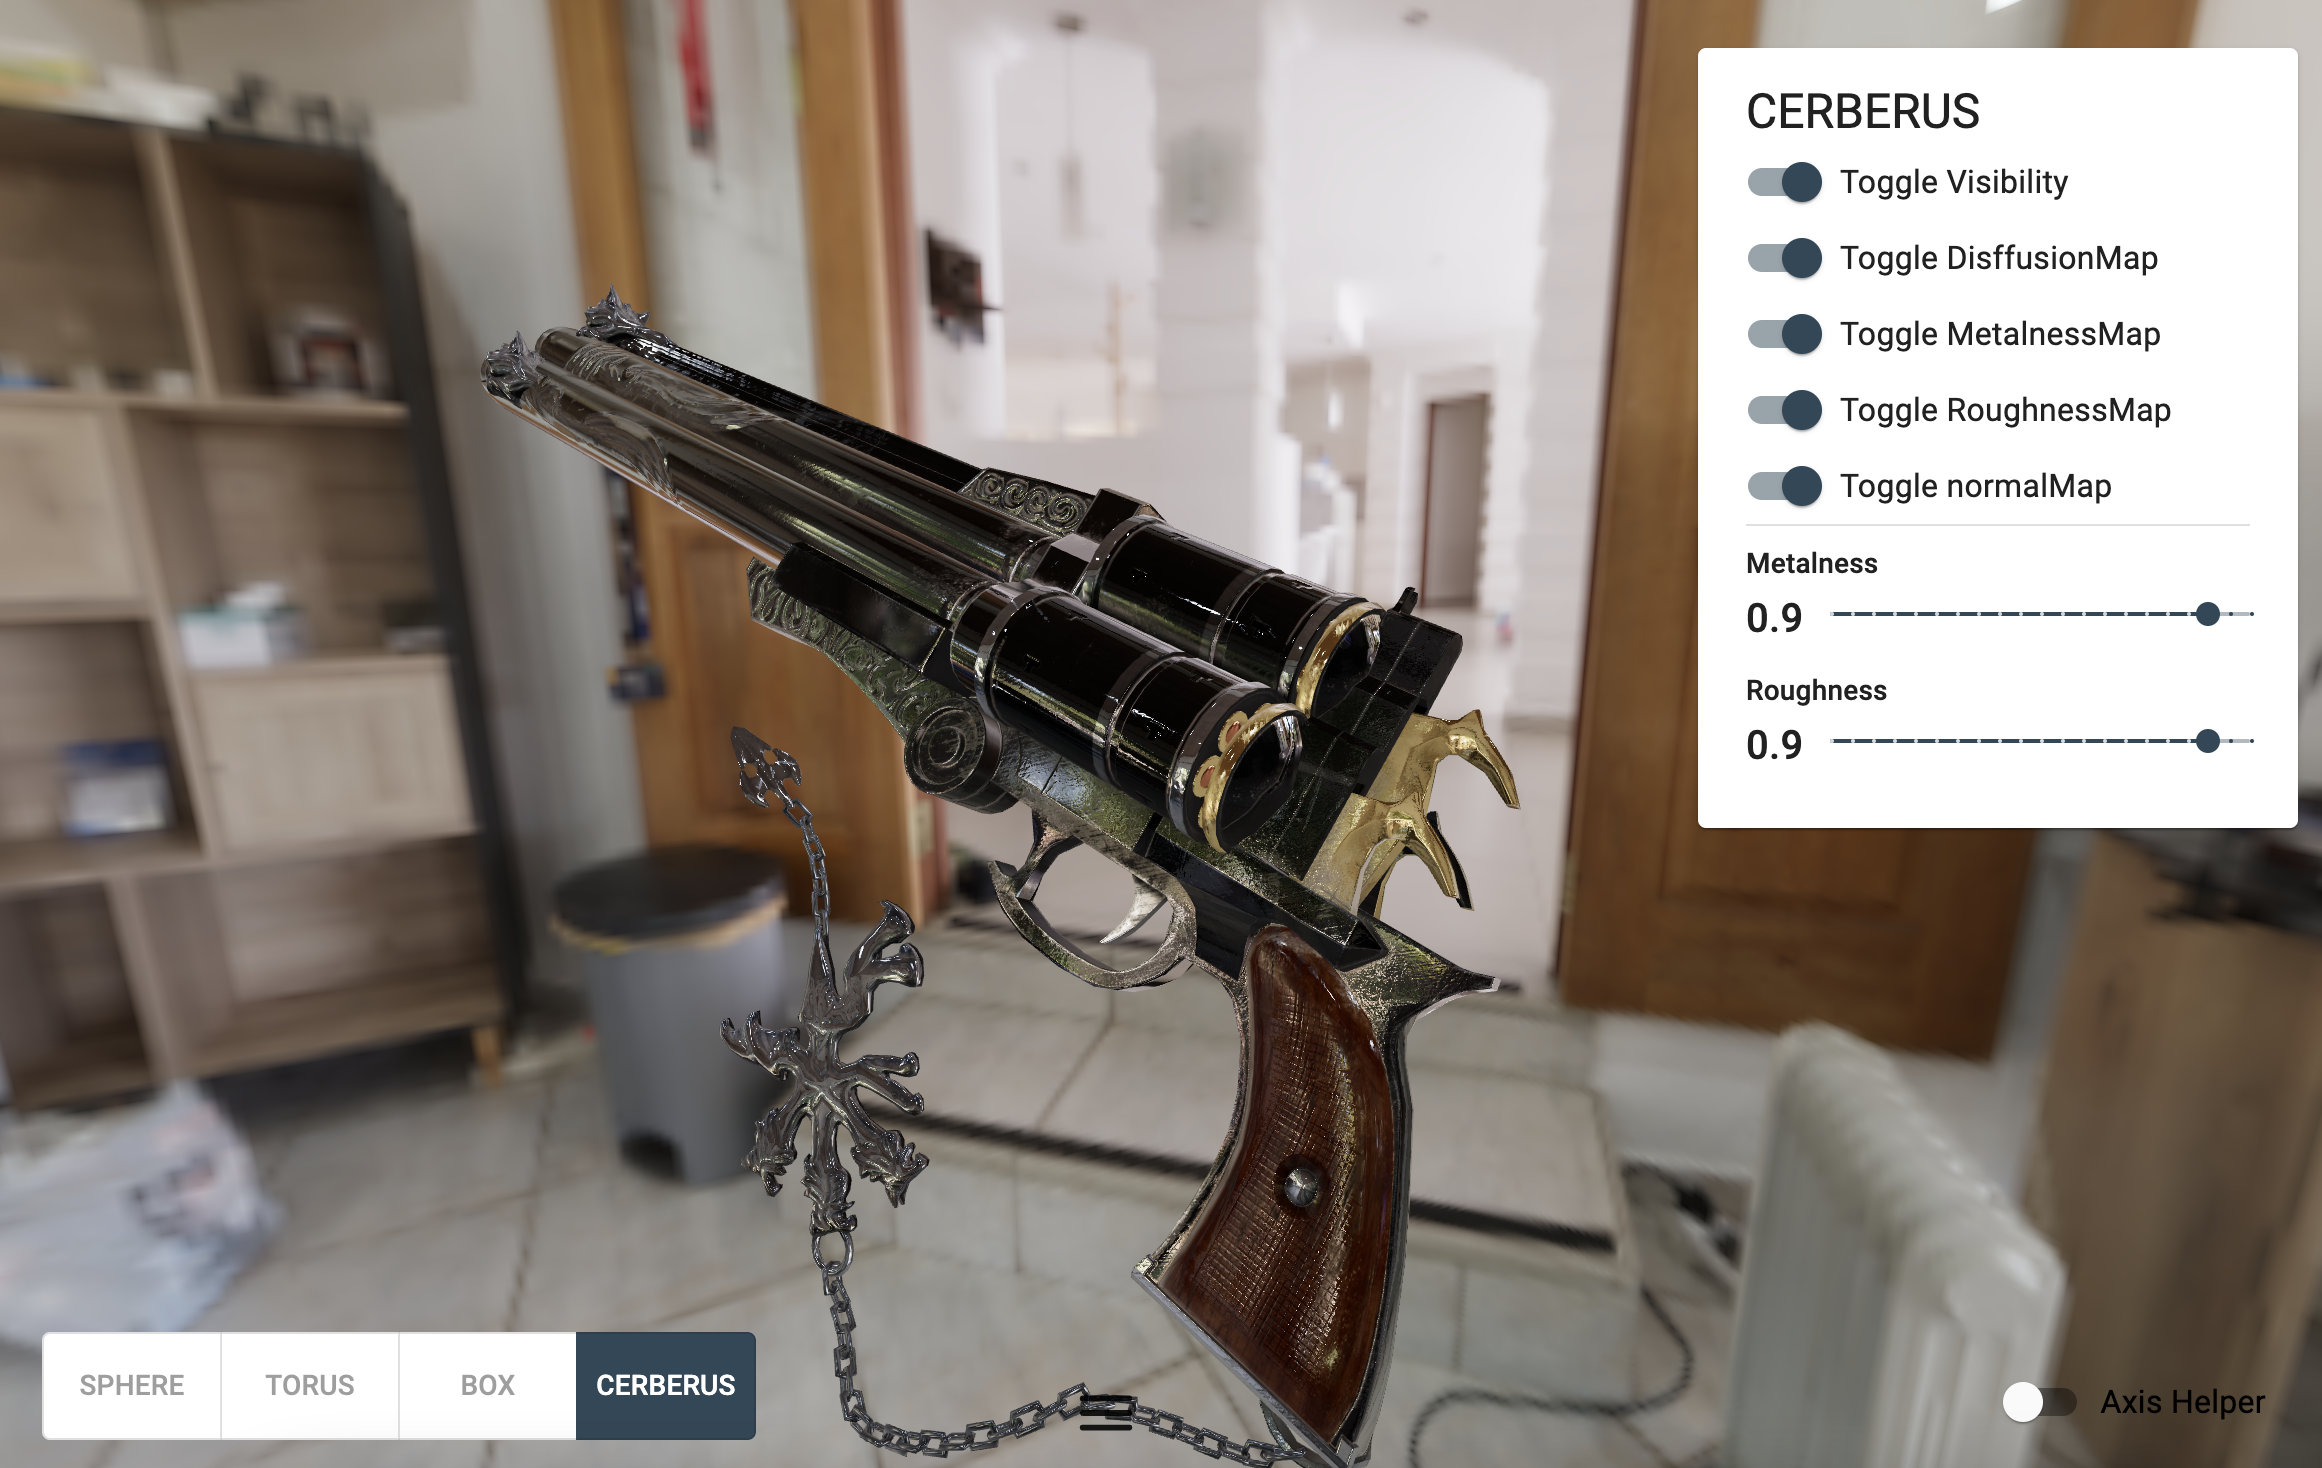 CERBERUS
Toggle Visibility
Toggle DisffusionMap
Toggle MetalnessMap
Toggle RoughnessMap
Toggle normalMap
Metalness
0.9
Roughness
0.9
SPHERE
TORUS
BOX
CERBERUS
Axis Helper